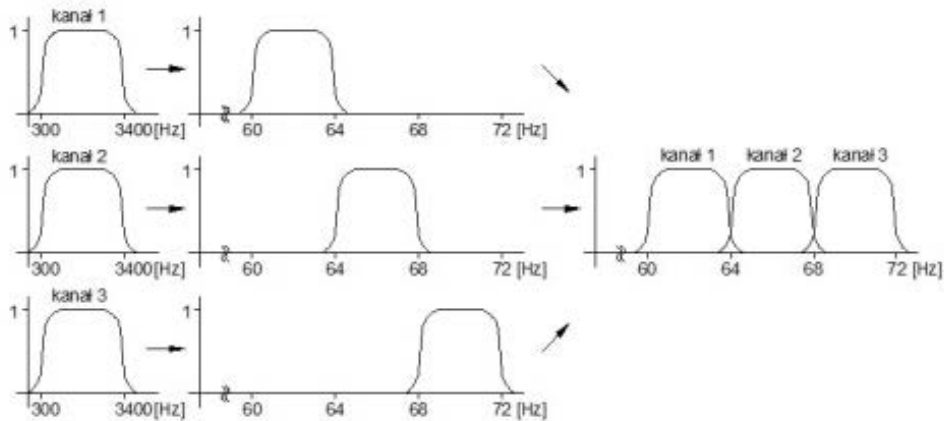 kanał 1
1
1
300 3400[Hz]
60 64 68 72 [Hz]
kanał 2
1
1
300 3400[Hz]
60 64 68 72 [Hz]
kanał 1 kanał 2 kanał 3
1
60 64 68 72 [Hz]
kanał 3
1
1
300 3400[Hz]
60 64 68 72 [Hz]